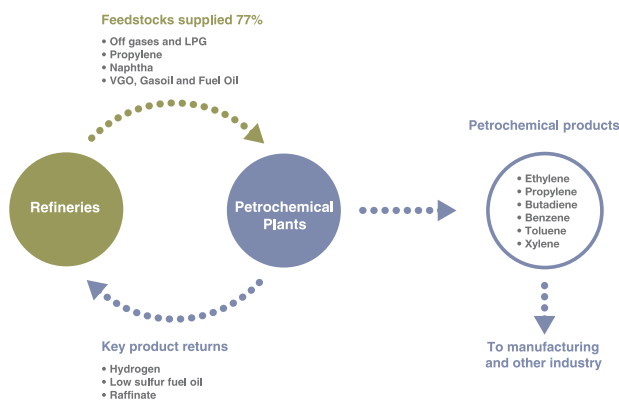 Feedstocks supplied 77%
• Off gases and LPG
• Propylene
• Naphtha
• VGO, Gasoil and Fuel Oil
Refineries
Petrochemical
Plants
Petrochemical products
• Ethylene
• Propylene
• Butadiene
• Benzene
• Toluene
• Xylene
Key product returns
• Hydrogen
• Low sulfur fuel oil
• Raffinate
To manufacturing
and other industry